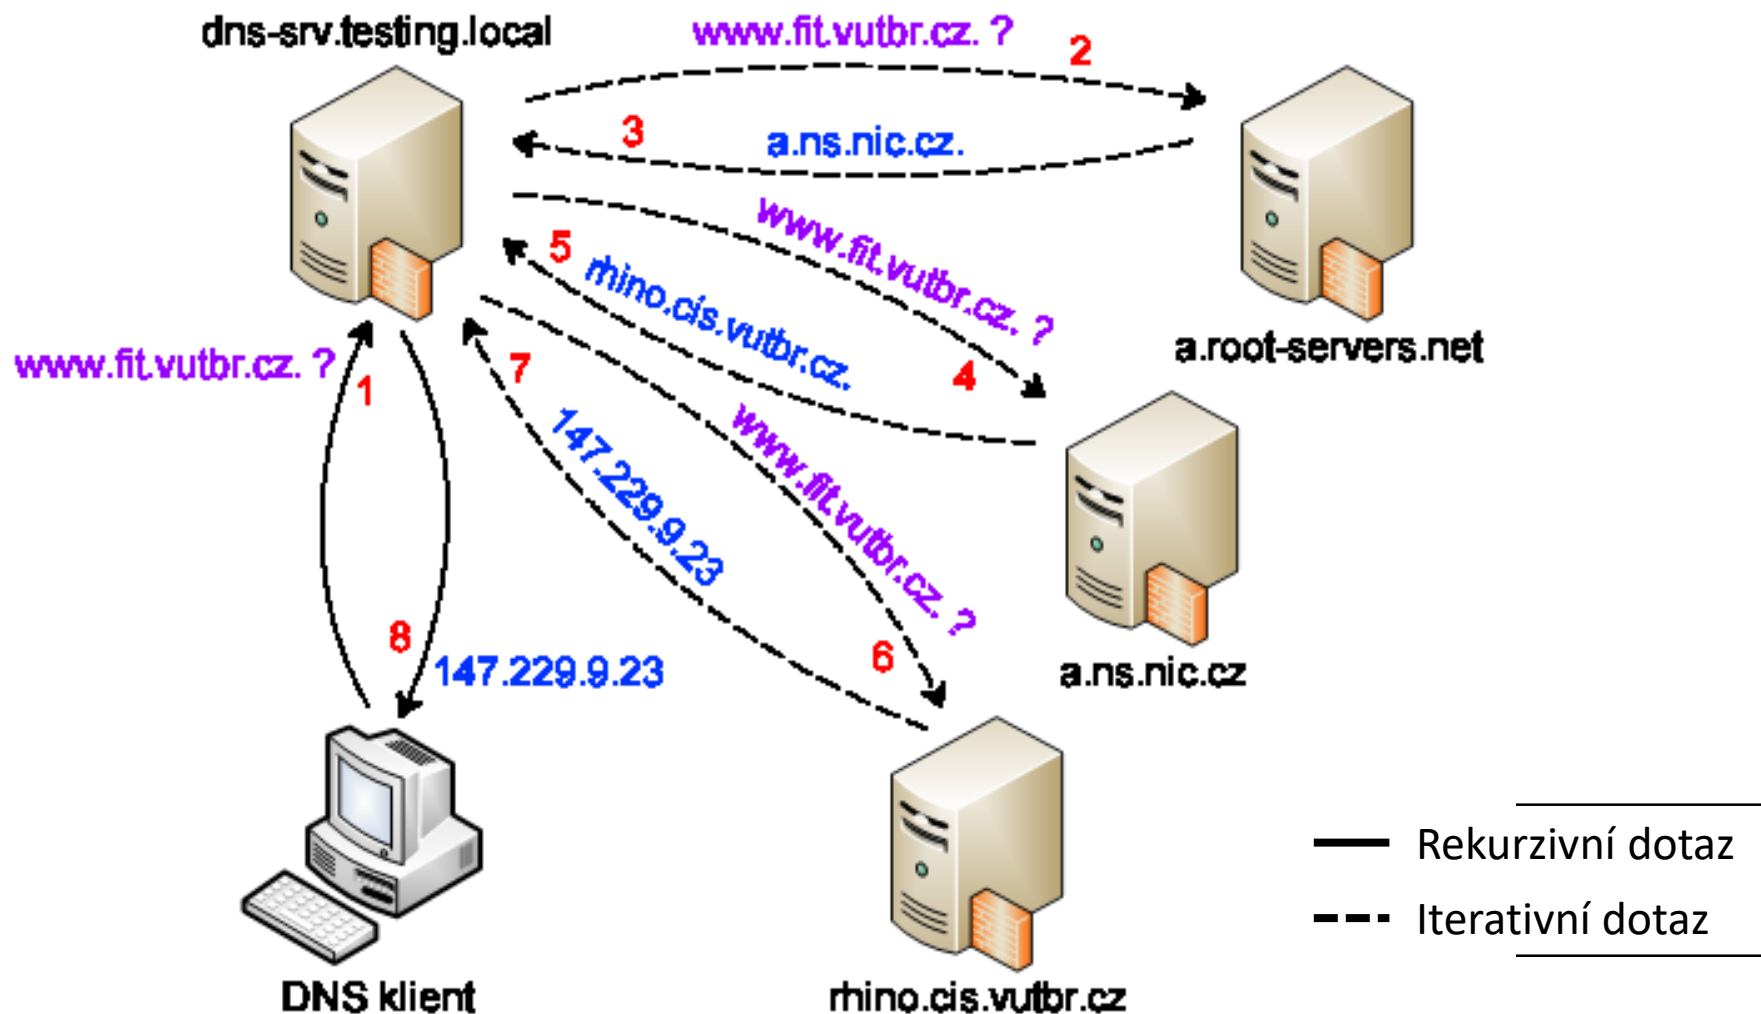 dns-srv.testing.local
www.fit.vutbr.cz. ?
2
3
a.ns.nic.cz.
www.fit.vutbr.cz. ?
5
rhino.cis.vutbr.cz.
4
a.root-servers.net
www.fit.vutbr.cz. ?
1
7
147.229.9.23
www.fit.vutbr.cz. ?
6
8
147.229.9.23
a.ns.nic.cz
Rekurzivní dotaz
Iterativní dotaz
DNS klient
rhino.cis.vutbr.cz